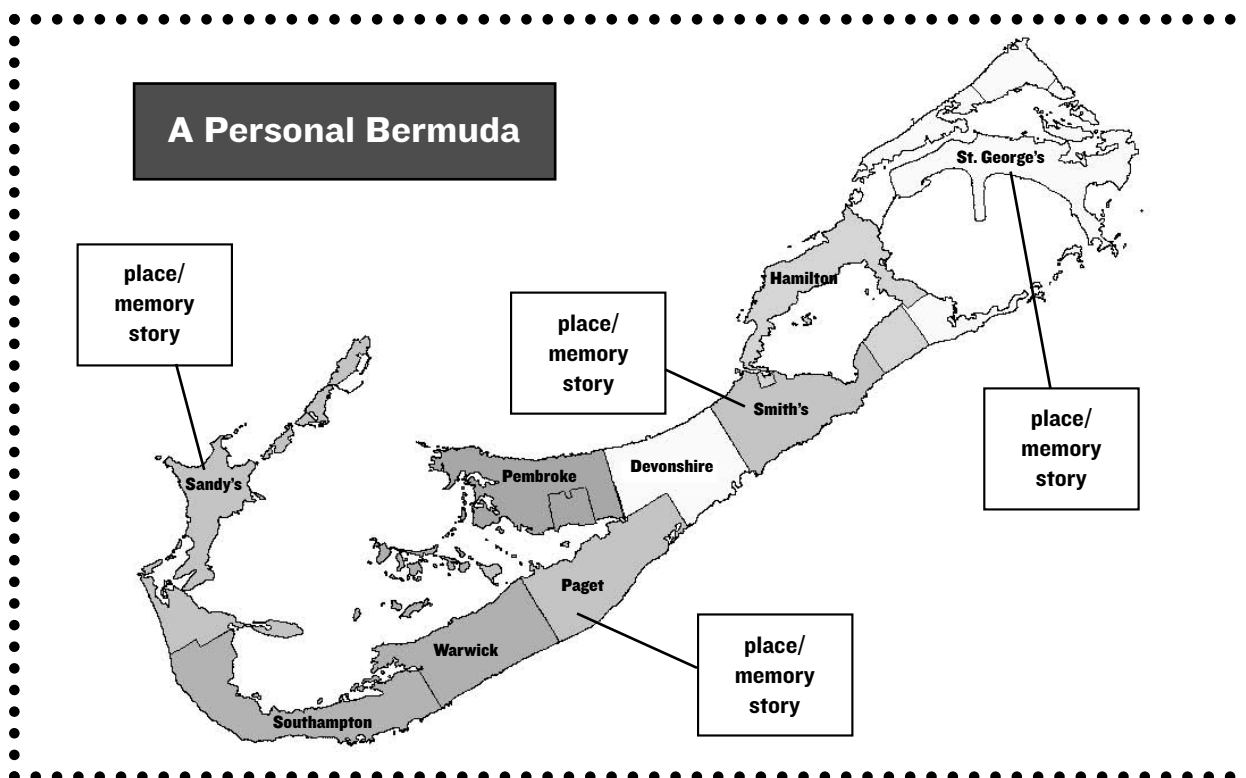 A Personal Bermuda
St. George's
place/
memory
story
Hamilton
place/
memory
story
place/
memory
story
Smith's
Sandy's
Pembroke
Devonshire
Paget
Warwick
Southampton
place/
memory
story